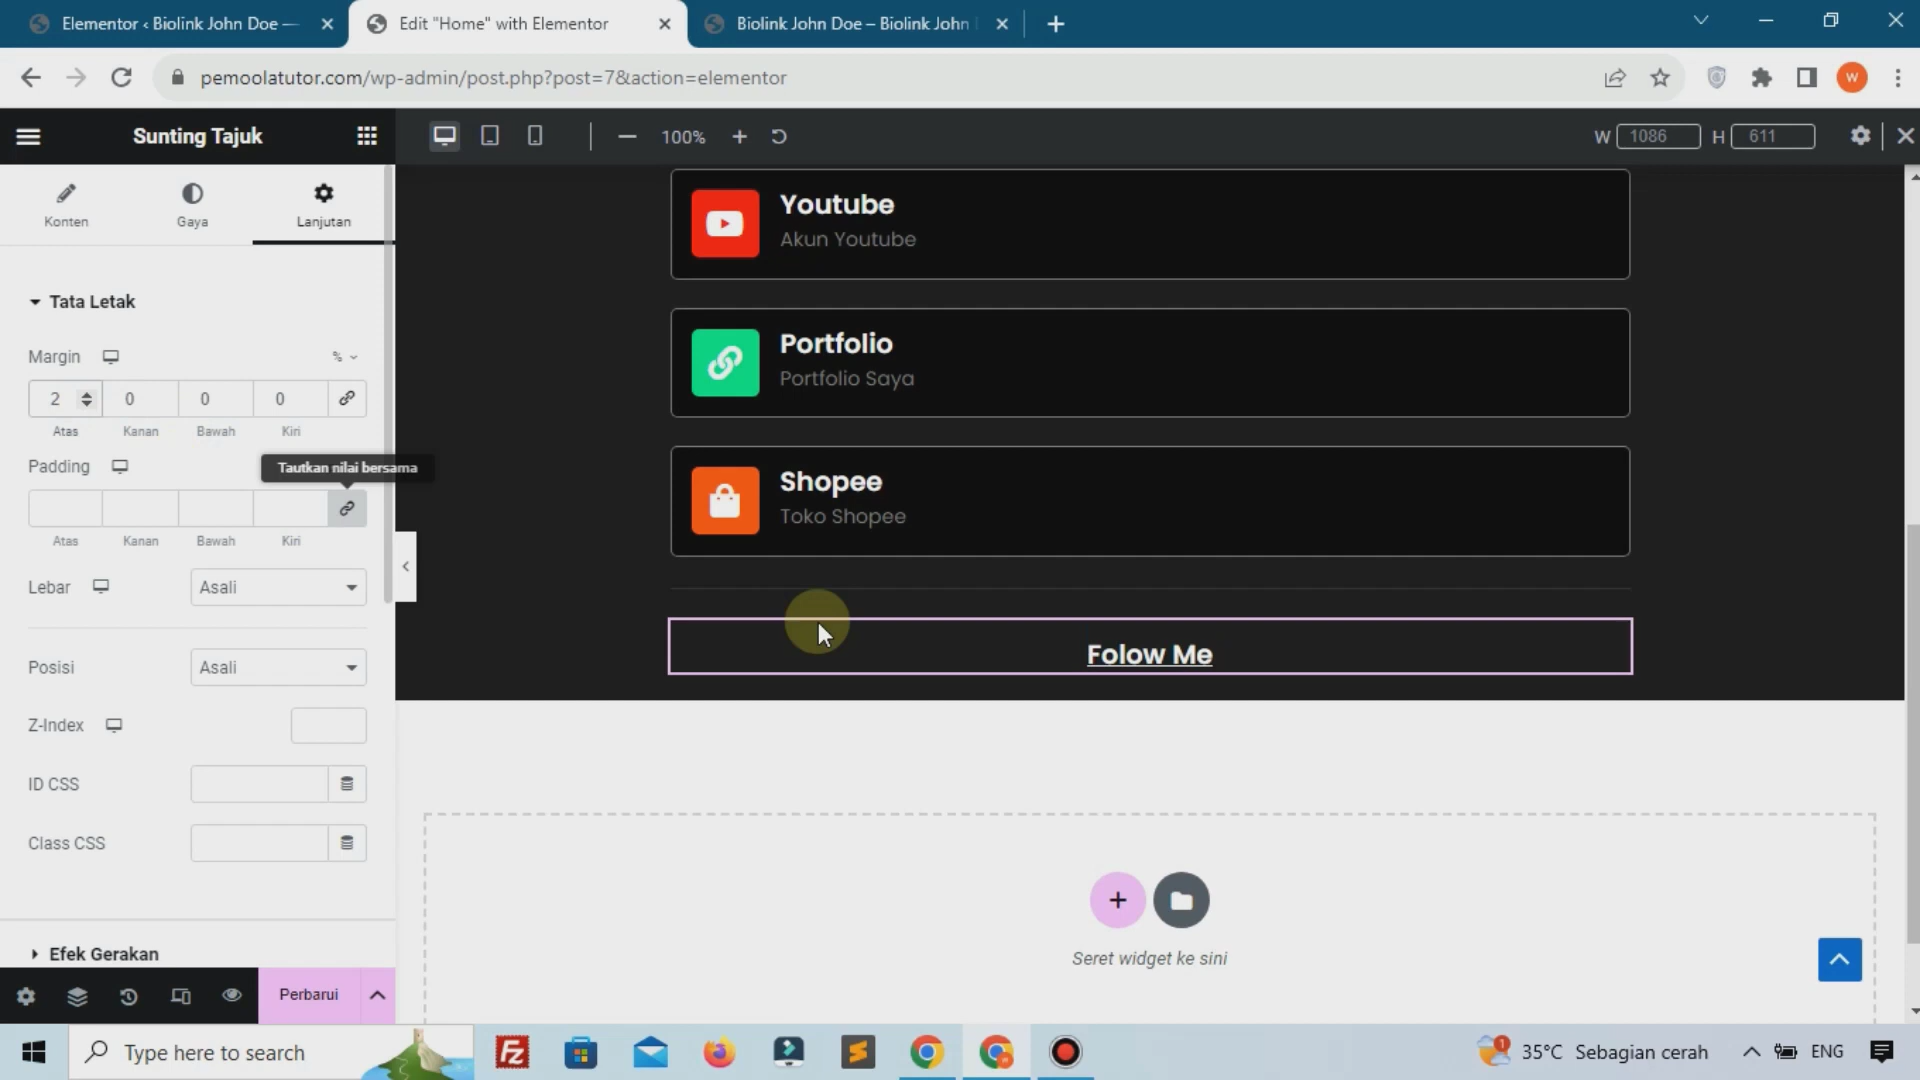 Elementor ‹ Biolink John Doe —
Edit "Home" with Elementor
Biolink John Doe – Biolink John
pemoolatutor.com/wp-admin/post.php?post=7&action=elementor
W
Sunting Tajuk
100%
W 1086 H 611
Konten
Gaya
Lanjutan
Tata Letak
Margin
%
2 0 0 0
Atas Kanan Bawah Kiri
Padding
Tautkan nilai bersama
Atas Kanan Bawah Kiri
Lebar
Asali
Posisi
Asali
Z-Index
ID CSS
Class CSS
Efek Gerakan
Perbarui
Youtube
Akun Youtube
Portfolio
Portfolio Saya
Shopee
Toko Shopee
Folow Me
Seret widget ke sini
Type here to search
Fz
1
35°C Sebagian cerah
ENG